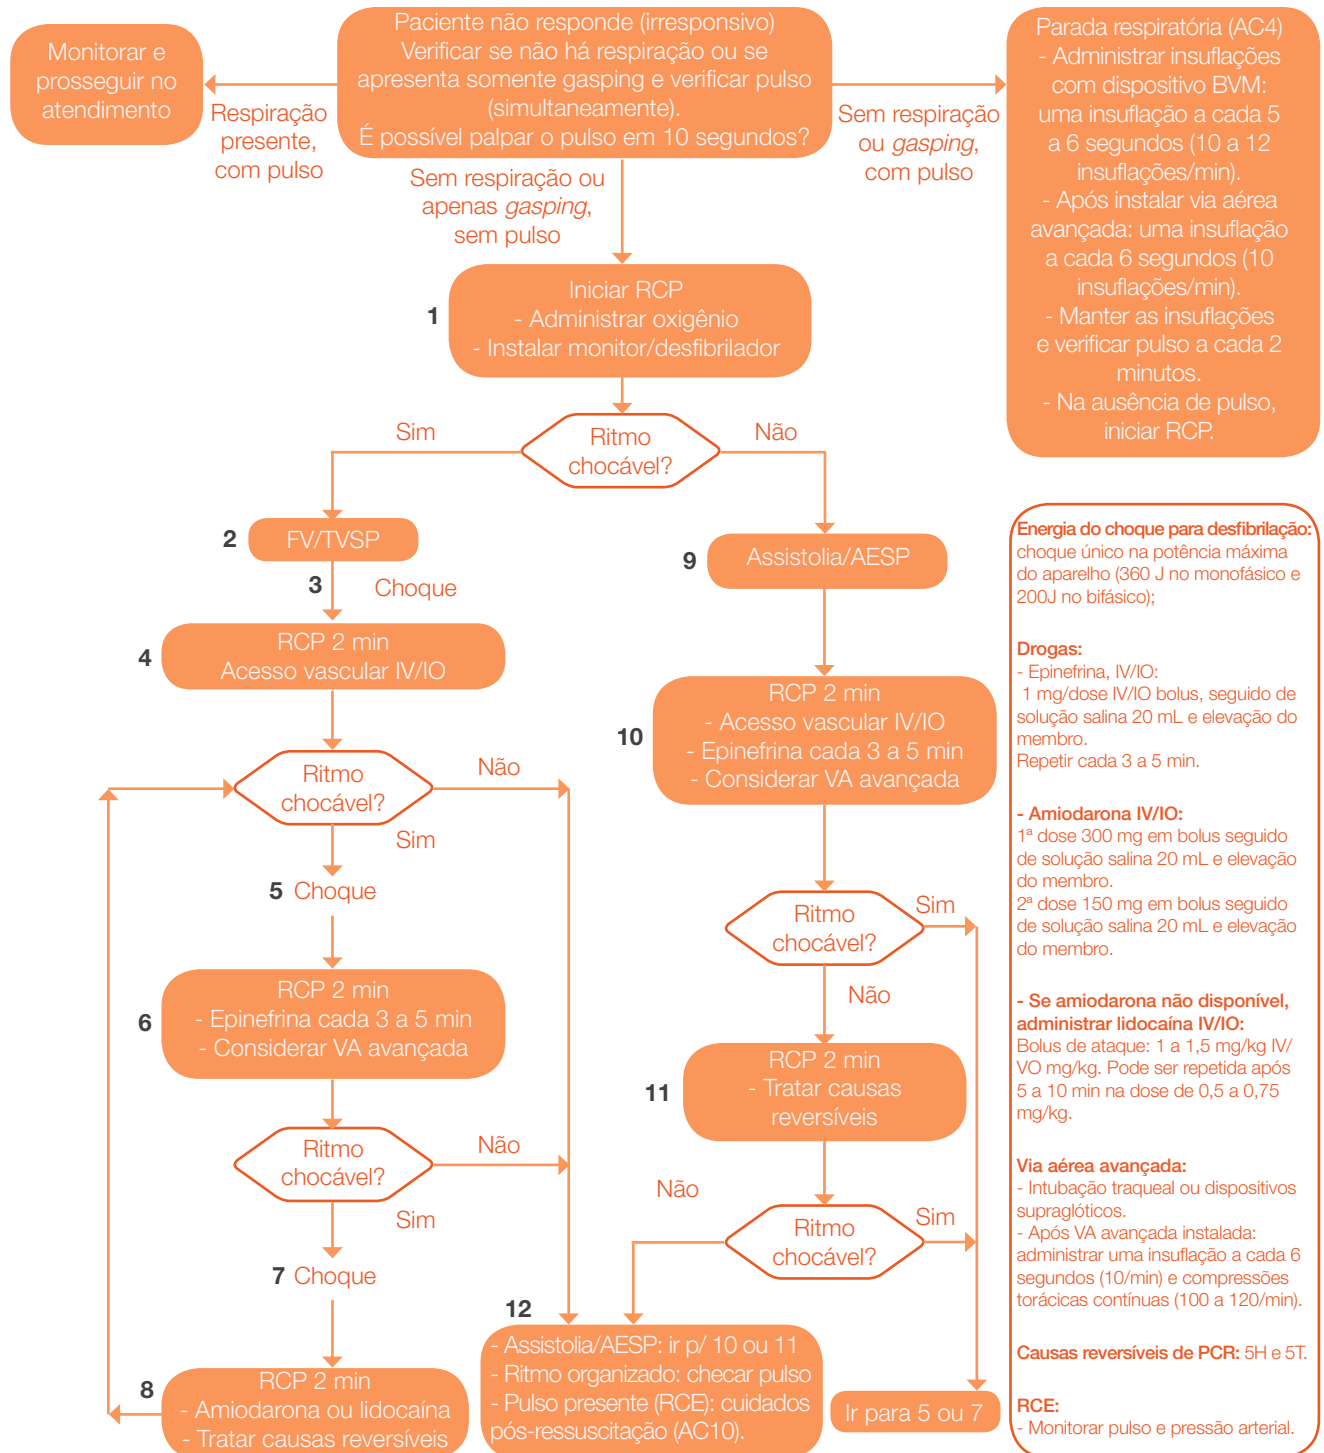 Monitorar e
prosseguir no
atendimento
Paciente não responde (irresponsivo)
Verificar se não há respiração ou se
apresenta somente gasping e verificar pulso
(simultaneamente).
É possível palpar o pulso em 10 segundos?
Parada respiratória (AC4)
- Administrar insuflações
com dispositivo BVM:
uma insuflação a cada 5
a 6 segundos (10 a 12
insuflações/min).
- Após instalar via aérea
avançada: uma insuflação
a cada 6 segundos (10
insuflações/min).
- Manter as insuflações
e verificar pulso a cada 2
minutos.
- Na ausência de pulso,
iniciar RCP.
Respiração
presente,
com pulso
Sem respiração ou
apenas gasping,
sem pulso
Sem respiração
ou gasping,
com pulso
1
Iniciar RCP
- Administrar oxigênio
- Instalar monitor/desfibrilador
Sim
Ritmo
chocável?
Não
2
FV/TVSP
3
Choque
4
RCP 2 min
Acesso vascular IV/IO
Ritmo
chocável?
Não
Sim
5 Choque
6
RCP 2 min
- Epinefrina cada 3 a 5 min
- Considerar VA avançada
Ritmo
chocável?
Não
Sim
7 Choque
8
RCP 2 min
- Amiodarona ou lidocaína
- Tratar causas reversíveis
9
Assistolia/AESP
10
RCP 2 min
- Acesso vascular IV/IO
- Epinefrina cada 3 a 5 min
- Considerar VA avançada
Ritmo
chocável?
Sim
Não
11
RCP 2 min
- Tratar causas
reversíveis
Não
Ritmo
chocável?
Sim
12
- Assistolia/AESP: ir p/ 10 ou 11
- Ritmo organizado: checar pulso
- Pulso presente (RCE): cuidados
pós-ressuscitação (AC10).
Ir para 5 ou 7
Energia do choque para desfibrilação:
choque único na potência máxima
do aparelho (360 J no monofásico e
200J no bifásico);
Drogas:
- Epinefrina, IV/IO:
1 mg/dose IV/IO bolus, seguido de
solução salina 20 mL e elevação do
membro.
Repetir cada 3 a 5 min.
- Amiodarona IV/IO:
1ª dose 300 mg em bolus seguido
de solução salina 20 mL e elevação
do membro.
2ª dose 150 mg em bolus seguido
de solução salina 20 mL e elevação
do membro.
- Se amiodarona não disponível,
administrar lidocaína IV/IO:
Bolus de ataque: 1 a 1,5 mg/kg IV/
VO mg/kg. Pode ser repetida após
5 a 10 min na dose de 0,5 a 0,75
mg/kg.
Via aérea avançada:
- Intubação traqueal ou dispositivos
supraglóticos.
- Após VA avançada instalada:
administrar uma insuflação a cada 6
segundos (10/min) e compressões
torácicas contínuas (100 a 120/min).
Causas reversíveis de PCR: 5H e 5T.
RCE:
- Monitorar pulso e pressão arterial.